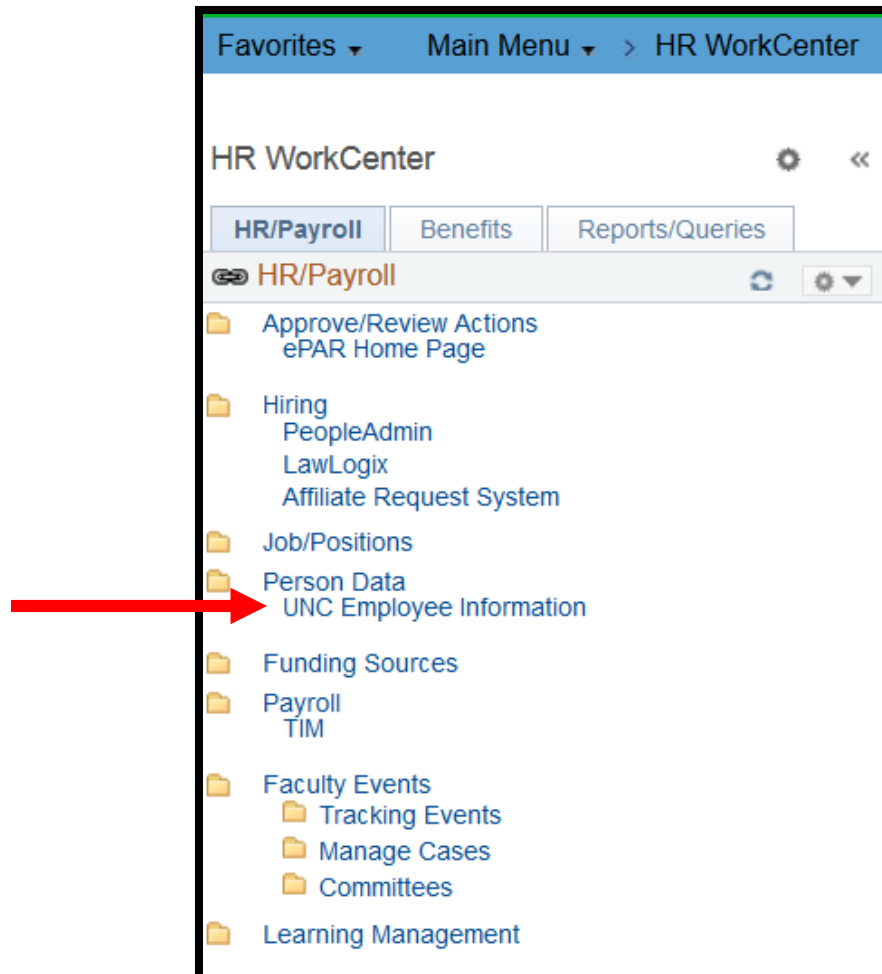 Favorites Main Menu > HR WorkCenter
HR WorkCenter «
HR/Payroll Benefits Reports/Queries
HR/Payroll
Approve/Review Actions
ePAR Home Page
Hiring
PeopleAdmin
LawLogix
Affiliate Request System
Job/Positions
Person Data
UNC Employee Information
Funding Sources
Payroll
TIM
Faculty Events
Tracking Events
Manage Cases
Committees
Learning Management